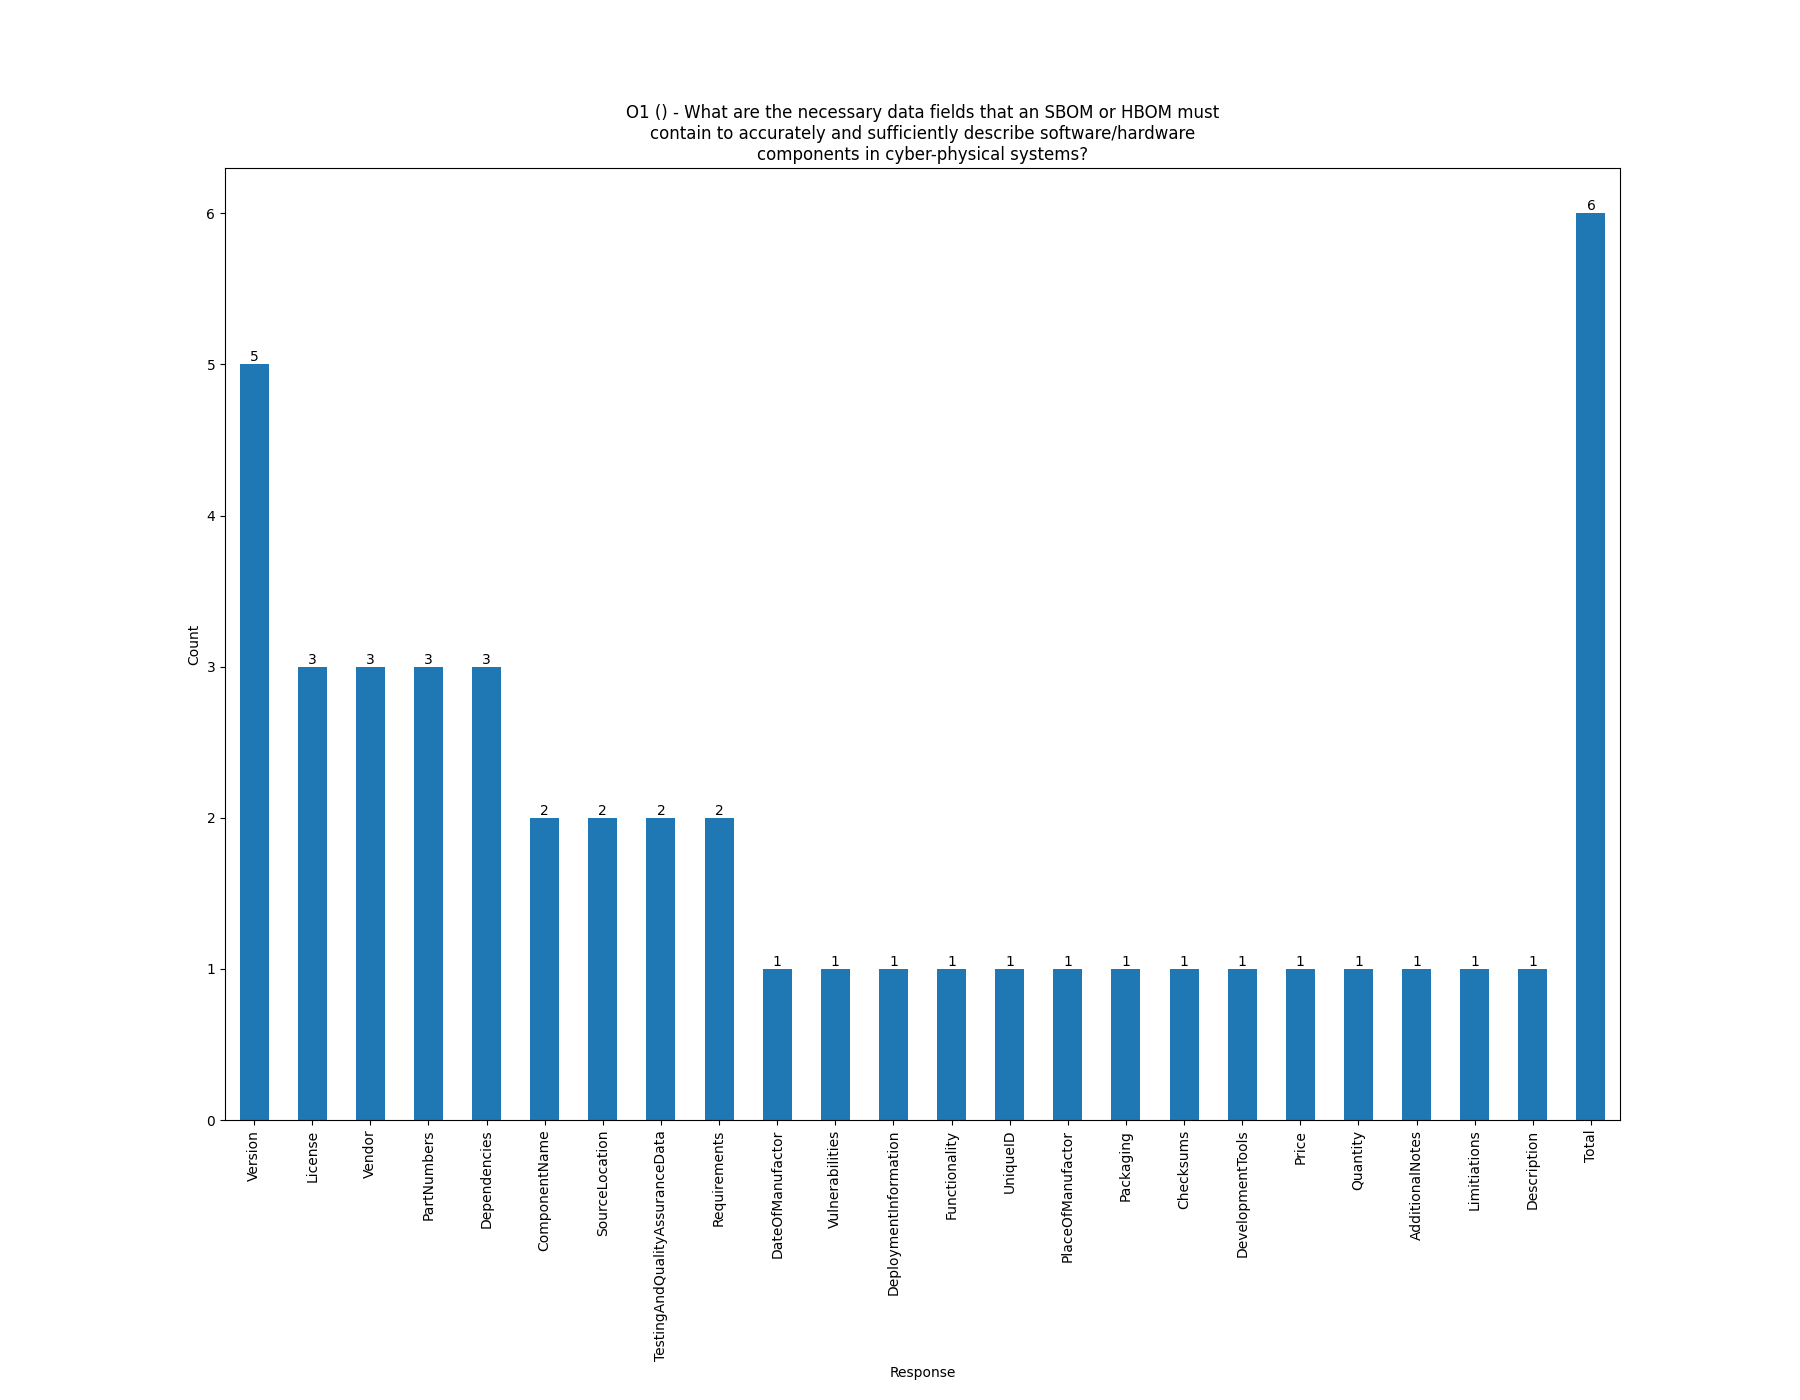 O1 () - What are the necessary data fields that an SBOM or HBOM must
contain to accurately and sufficiently describe software/hardware
components in cyber-physical systems?
Count
6
5
4
3
2
1
0
5
3
3
3
3
2
2
2
2
1
1
1
1
1
1
1
1
1
1
1
1
1
1
6
Version
License
Vendor
PartNumbers
Dependencies
ComponentName
SourceLocation
TestingAndQualityAssuranceData
Requirements
DateOfManufactor
Vulnerabilities
DeploymentInformation
Functionality
UniqueID
PlaceOfManufactor
Packaging
Checksums
DevelopmentTools
Price
Quantity
AdditionalNotes
Limitiations
Description
Total
Response